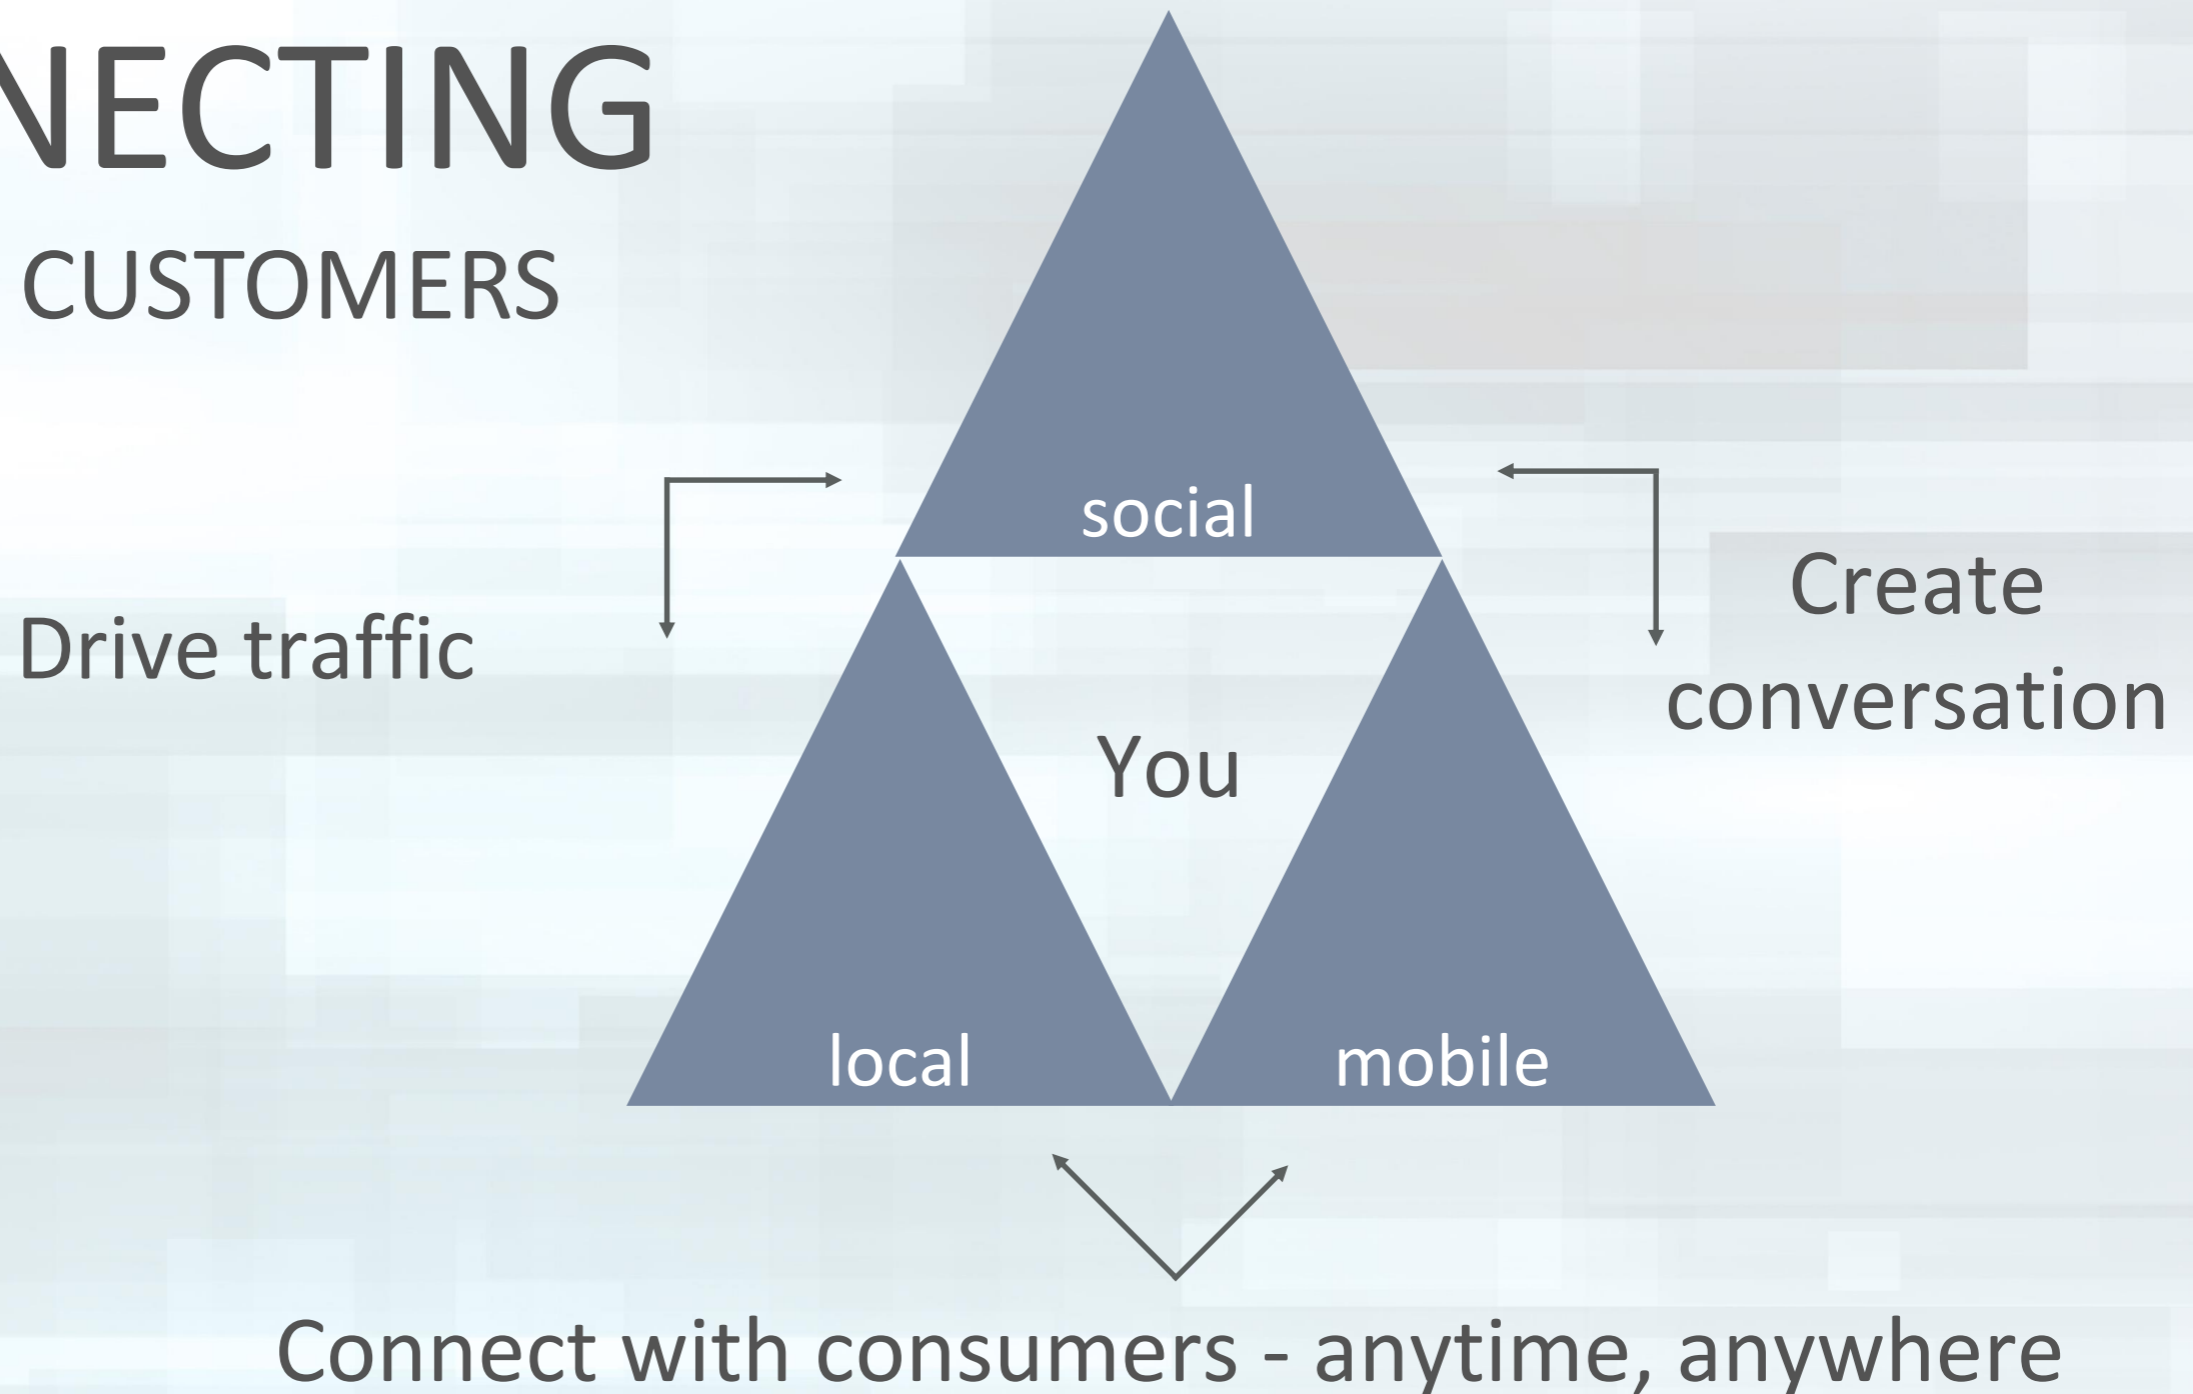 NECTING
CUSTOMERS
social
Drive traffic
Create
conversation
You
local
mobile
Connect with consumers - anytime, anywhere